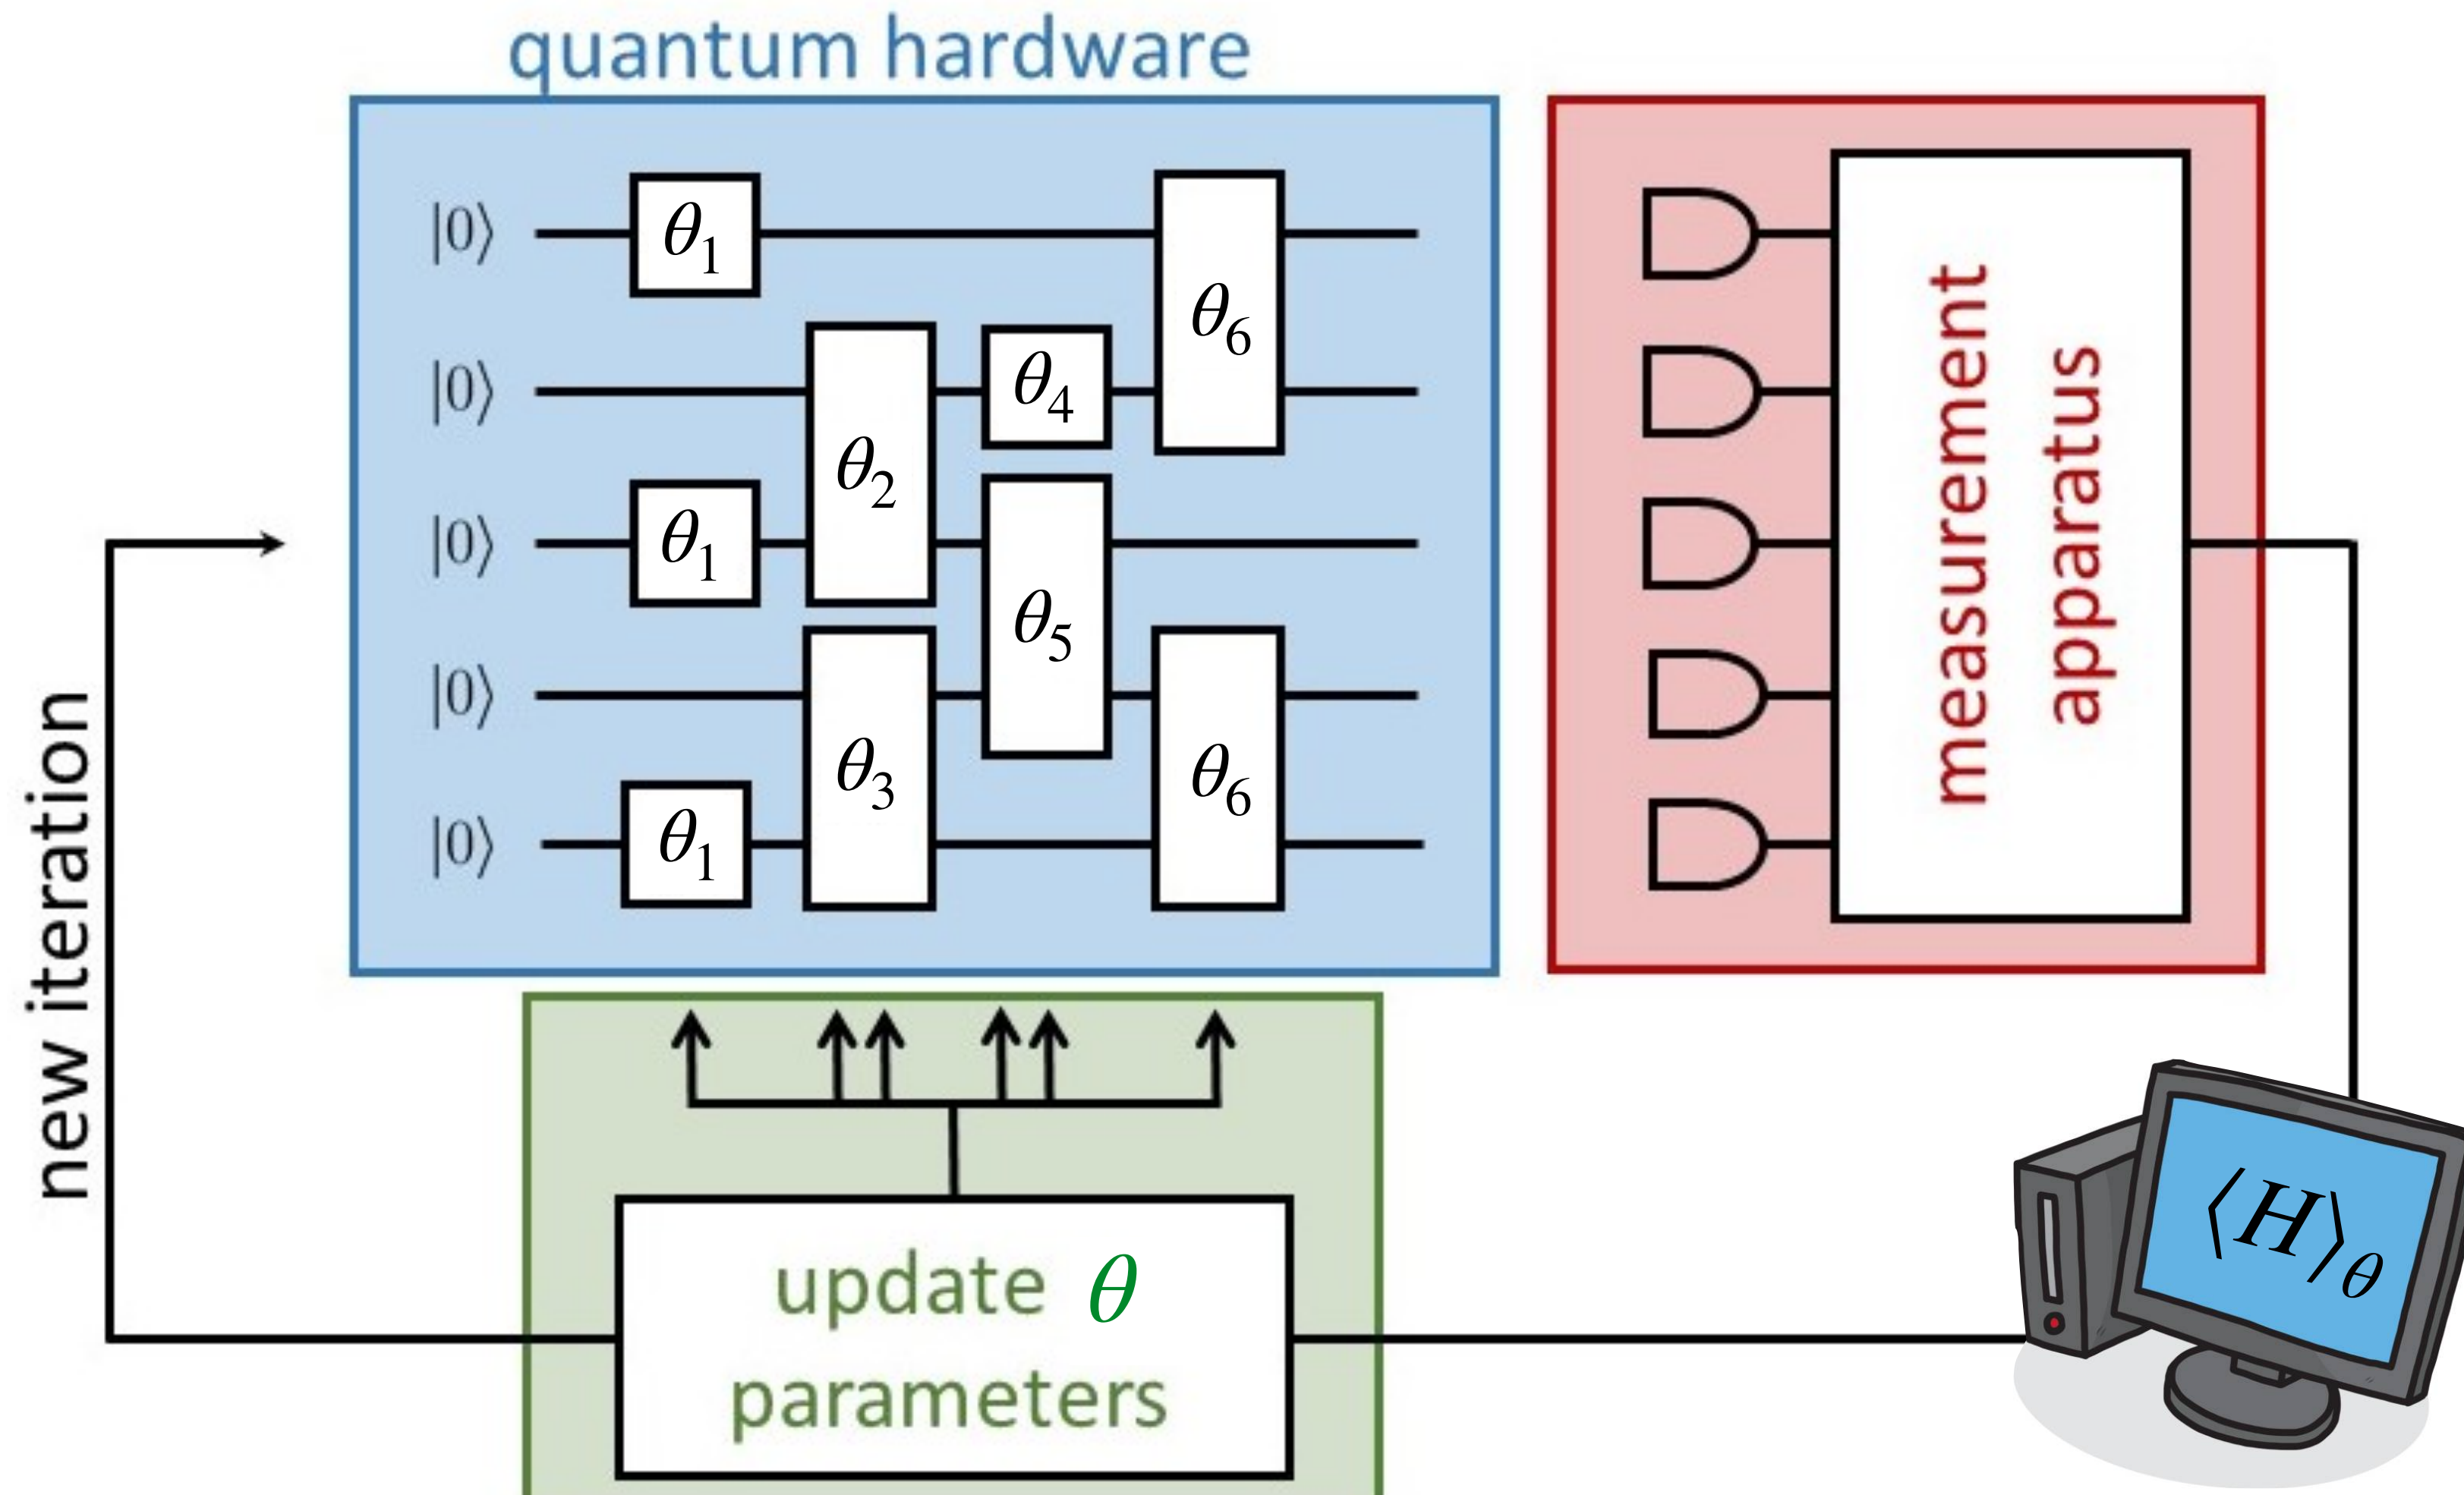 quantum hardware
|0⟩ θ₁ θ₆
|0⟩ θ₂ θ₄
|0⟩ θ₁ θ₅
|0⟩ θ₃ θ₆
|0⟩ θ₁
measurement
apparatus
new iteration
update θ
parameters
⟨H⟩θ